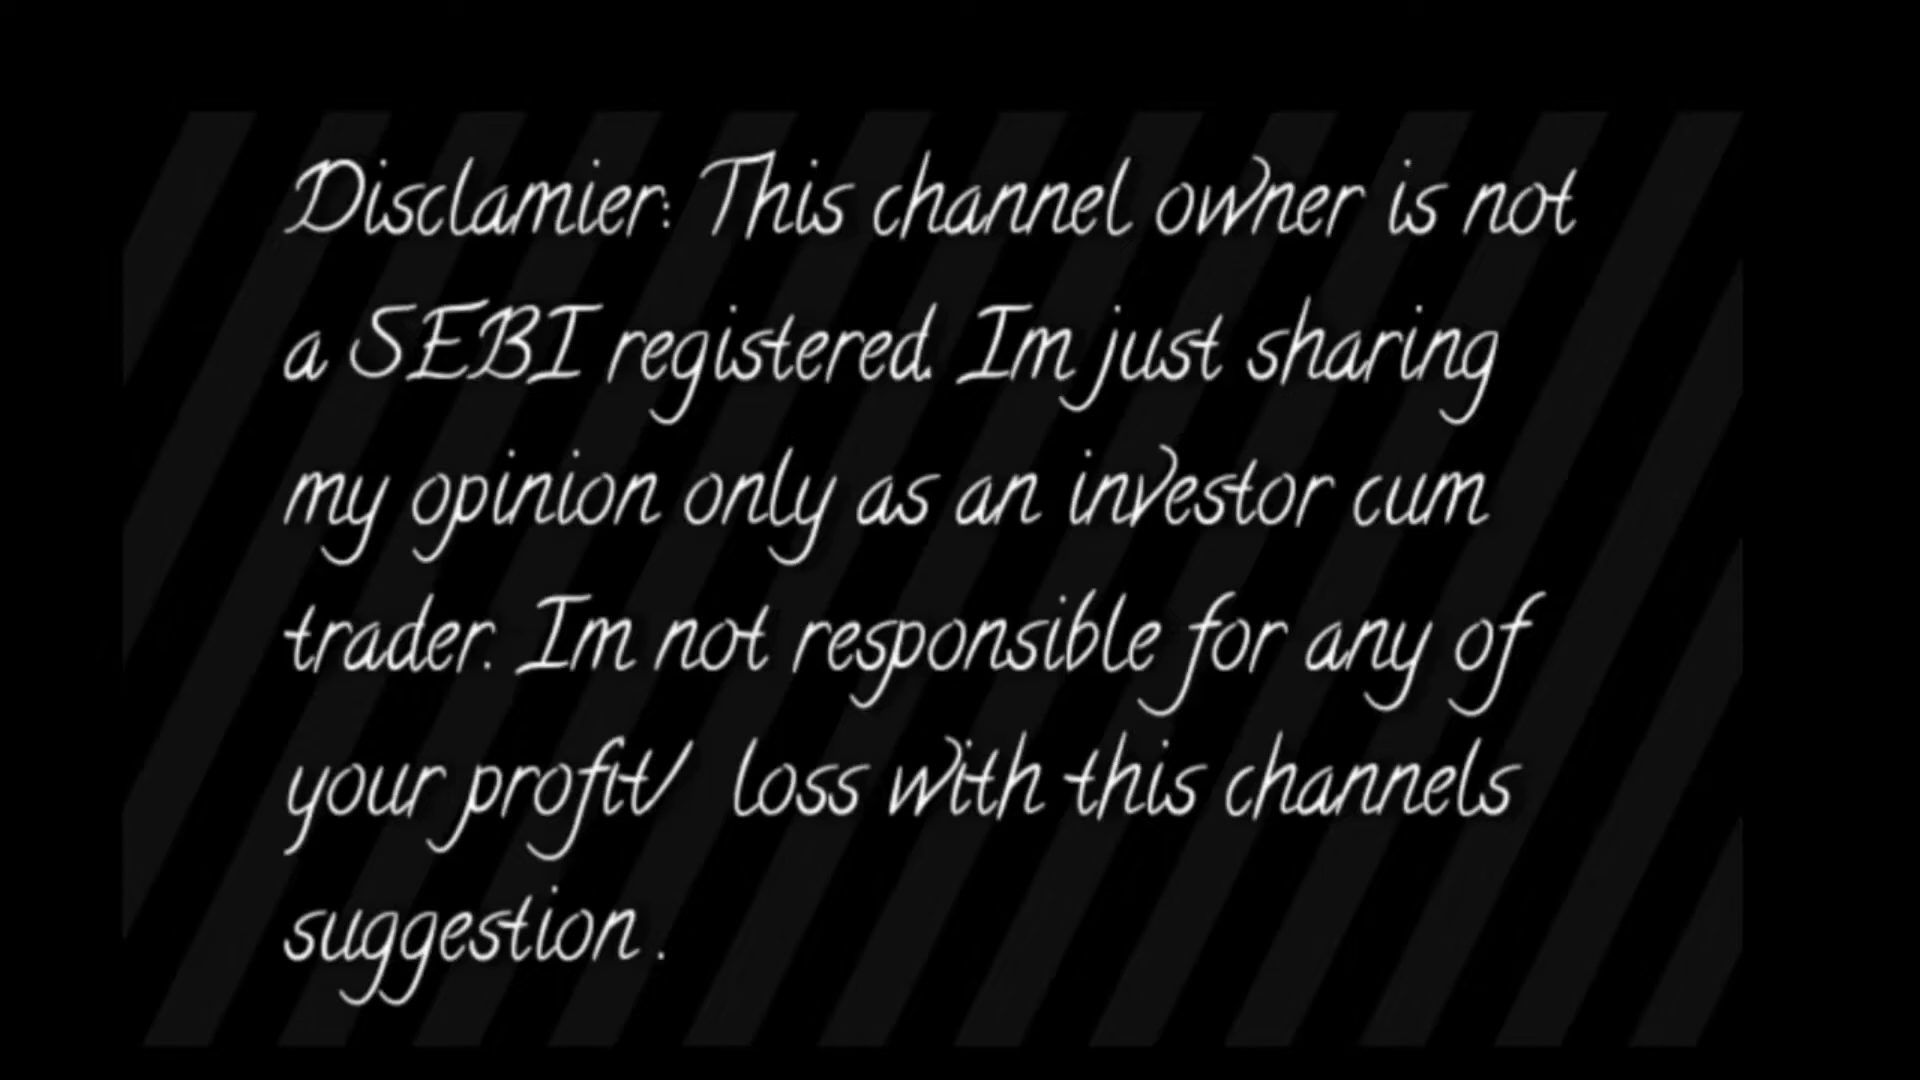 Disclamier: This channel owner is not
a SEBI registered. Im just sharing
my opinion only as an investor cum
trader. Im not responsible for any of
your profit/ loss with this channels
suggestion .